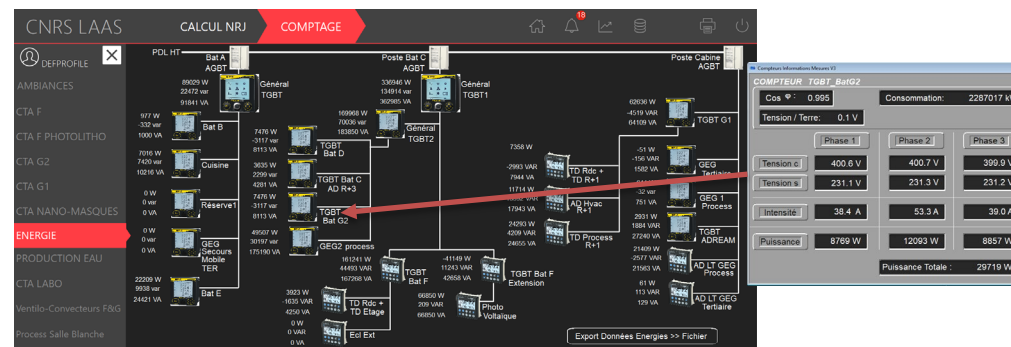 CNRS LAAS
CALCUL NRJ
COMPTAGE
18
DEFPROFILE
AMBIANCES
CTA F
CTA F PHOTOLITHO
CTA G2
CTA G1
CTA NANO-MASQUES
ENERGIE
PRODUCTION EAU
CTA LABO
Ventilo-Convecteurs F&G
Process Salle Blanche
PDL HT
Bat A
AGBT
89029 W
22472 var
91841 VA
Général
TGBT
977 W
-332 var
1000 VA
Bat B
7016 W
7420 var
10216 VA
Cuisine
0 W
0 var
0 VA
Réserve1
0 W
0 var
0 VA
GEG
Secours
Mobile
TER
22209 W
9938 var
24421 VA
Bat E
Poste Bat C
AGBT
336946 W
134914 var
362985 VA
Général
TGBT1
169968 W
70036 var
183850 VA
Général
TGBT2
7476 W
-3117 var
8113 VA
TGBT
Bat D
3635 W
2299 var
4281 VA
TGBT Bat C
AD R+3
7476 W
-3117 var
8113 VA
TGBT
Bat G2
49507 W
30197 var
175190 VA
GEG2 process
161241 W
44493 VAR
167268 VA
TGBT
Bat F
3923 W
-1635 VAR
4250 VA
TD Rdc +
TD Etage
0 W
0 VAR
0 VA
Ecl Ext
-41149 W
11243 VAR
42658 VA
TGBT Bat F
Extension
66850 W
209 VAR
66850 VA
Photo
Voltaïque
Poste Cabine
AGBT
62636 W
-4519 VAR
64109 VA
TGBT G1
7358 W
-2993 VAR
7944 VA
TD Rdc +
TD R+1
11714 W
17943 VA
AD Hyac
R+1
24293 W
4209 VAR
24655 VA
TD Process
R+1
-51 W
-156 VAR
1582 VA
GEG
Tertiaire
-32 var
751 VA
GEG 1
Process
2931 W
1884 VAR
27240 VA
TGBT
ADREAM
21409 W
-2577 VAR
21563 VA
AD LT GEG
Process
61 W
113 VAR
129 VA
AD LT GEG
Tertiaire
Export Données Energies >> Fichier
Compteurs Informations Mesures V3
COMPTEUR TGBT_BatG2
Cos φ : 0.995
Consommation: 2287017
Tension / Terre: 0.1 V
Phase 1 Phase 2 Phase 3
Tension c 400.6 V 400.7 V 399.9
Tension s 231.1 V 231.3 V 231.2
Intensité 38.4 A 53.3 A 39.0
Puissance 8769 W 12093 W 8857
Puissance Totale : 29719 W